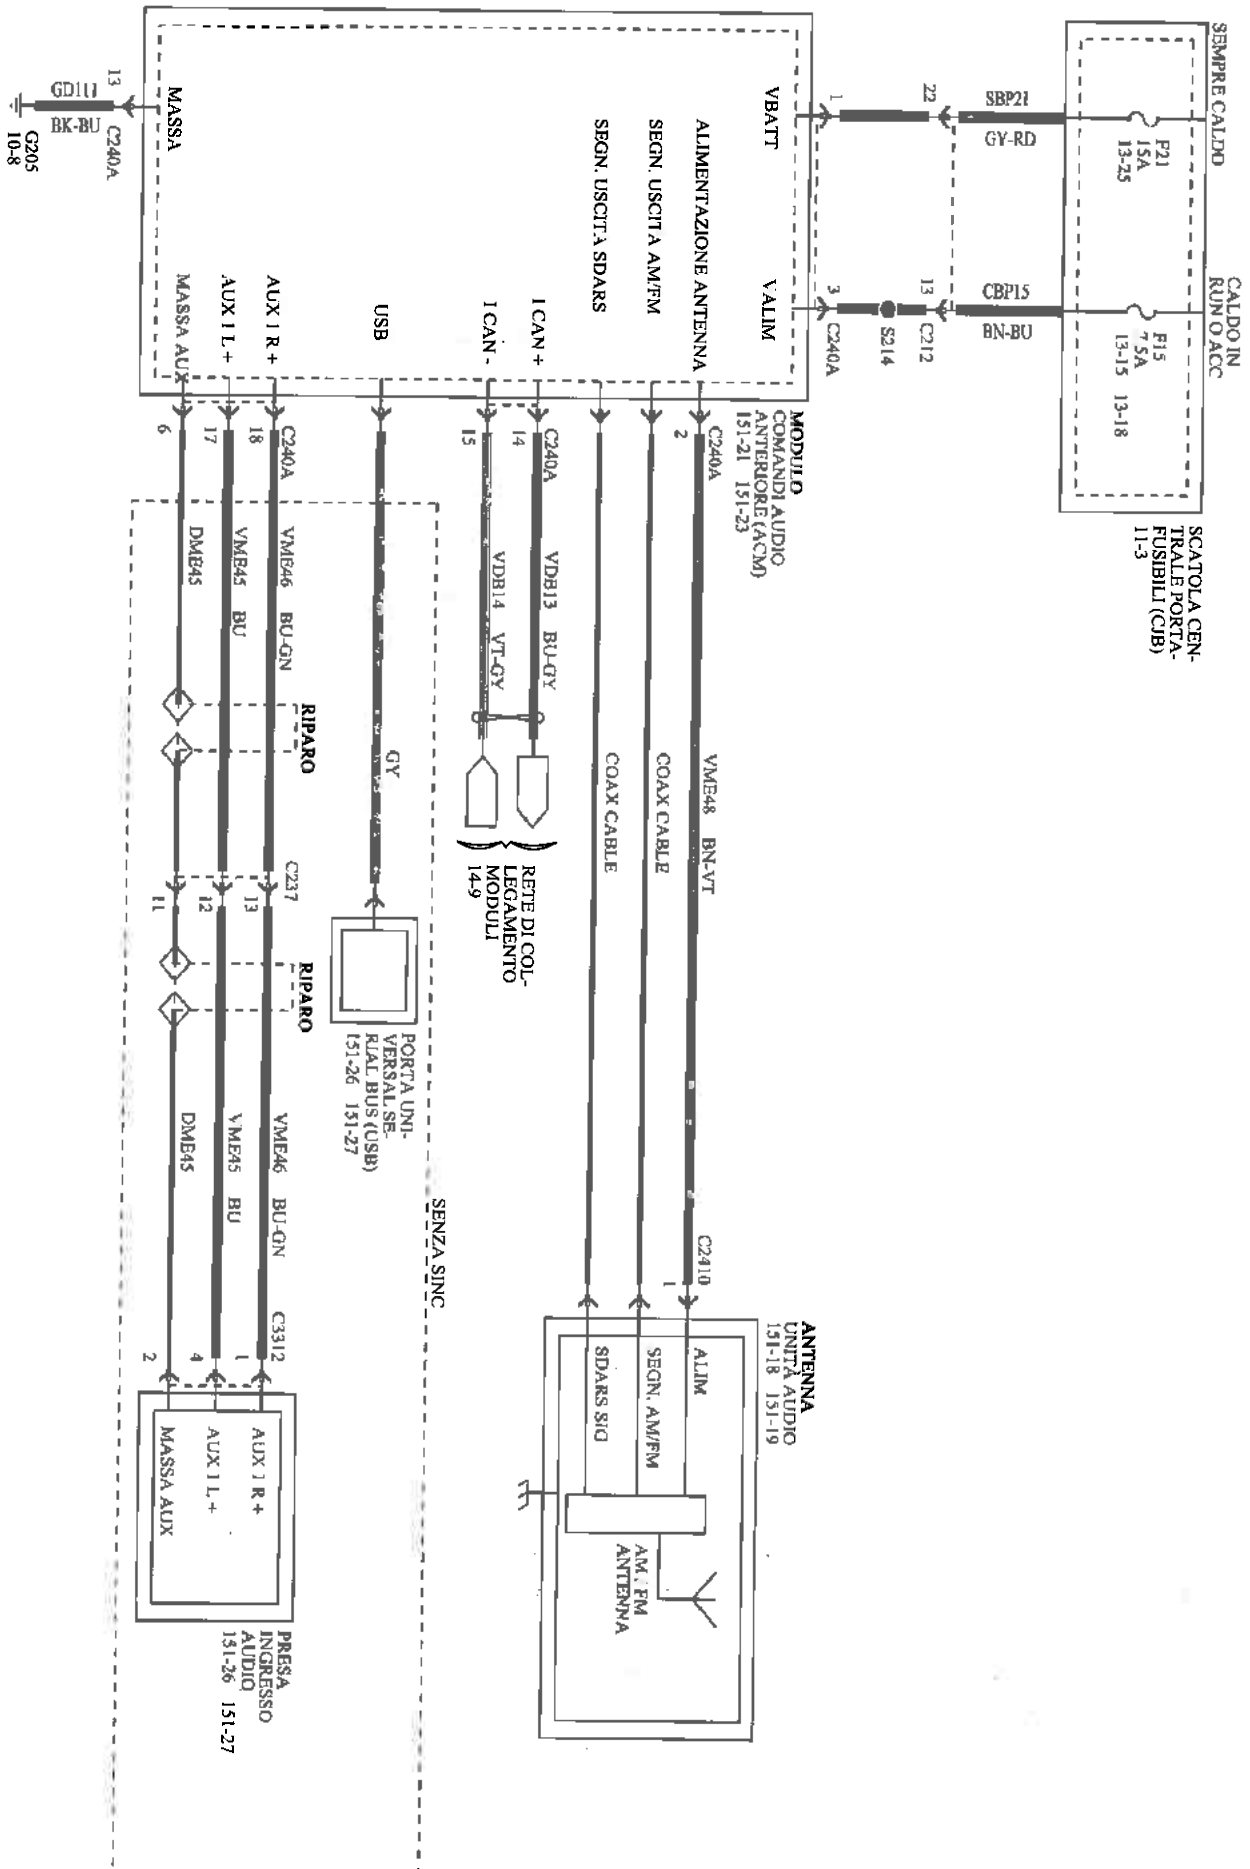 SEMPRE CALDO
CALDO IN
RUN O ACC
F21
15A
13-25
F15
7.5A
13-15 13-18
SCATOLA CEN-
TRALE PORTA-
FUSIBILI (CJB)
11-3
SBP21
GY-RD
CBP15
BN-BU
22
13
C212
S214
1
3
C240A
VBATT
VALIM
MODULO
COMANDI AUDIO
ANTERIORE (ACM)
151-21 151-23
ALIMENTAZIONE ANTENNA
SEGN. USCITA AM/FM
SEGN. USCITA SDARS
I CAN +
I CAN -
USB
AUX 1 R +
AUX 1 L +
MASSA AUX
MASSA
13
C240A
GD111
BK-BU
G205
10-8
C240A
2
VME48 BN-VT
C2410
1
COAX CABLE
COAX CABLE
ANTENNA
UNITÀ AUDIO
151-18 151-19
ALIM
SEGN. AM/FM
SDARS SIG
AM / FM
ANTENNA
C240A
14
15
VDB13 BU-GY
VDB14 VT-GY
RETE DI COL-
LEGAMENTO
MODULI
14-9
GY
PORTA UNI-
VERSAL SE-
RIAL BUS (USB)
151-26 151-27
SENZA SINC
C240A
18
17
6
VME46 BU-GN
VME45 BU
DME45
RIPARO
C237
13
12
11
RIPARO
VME46 BU-GN
VME45 BU
DME45
C3312
1
4
2
AUX 1 R +
AUX 1 L +
MASSA AUX
PRESA
INGRESSO
AUDIO
151-26 151-27